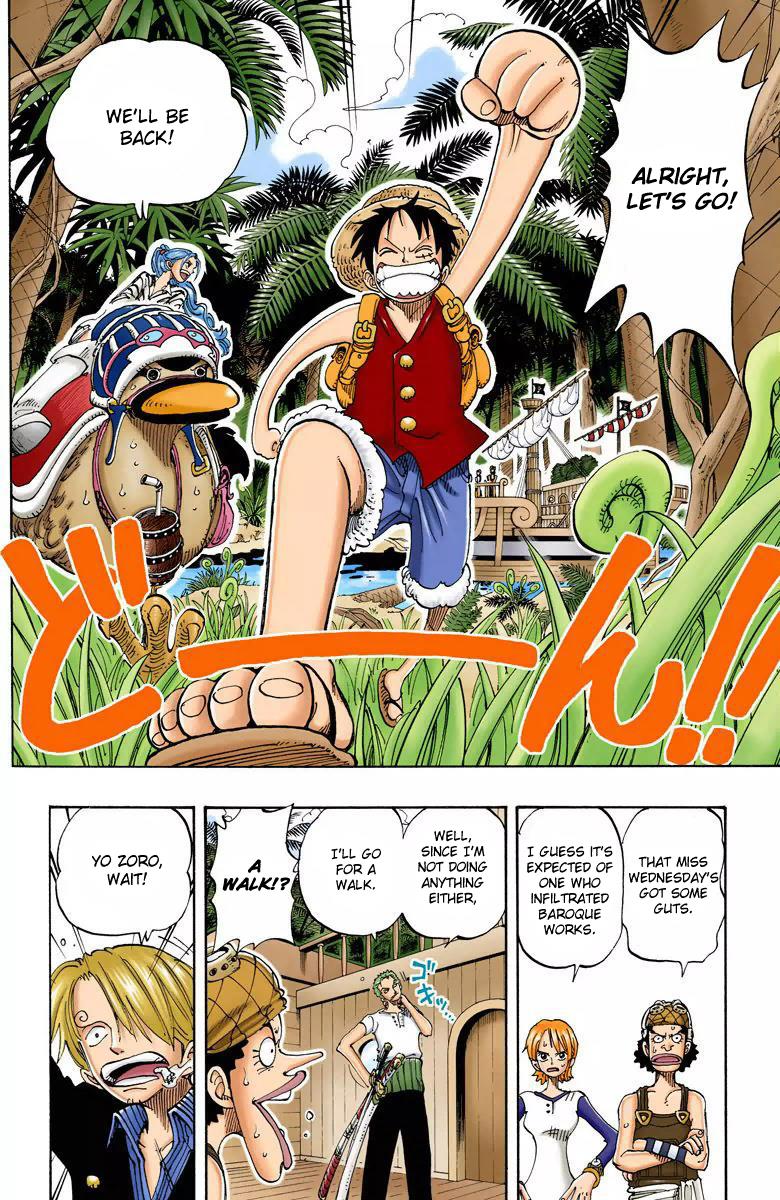 ALRIGHT,
LET'S GO!
WE'LL BE
BACK!
どーん!!
THAT MISS
WEDNESDAY'S
GOT SOME
GUTS.
I GUESS IT'S
EXPECTED OF
ONE WHO
INFILTRATED
BAROQUE
WORKS.
WELL,
SINCE I'M
NOT DOING
ANYTHING
EITHER,
I'LL GO
FOR A
WALK.
ゴキッ…
A
WALK!?
YO ZORO,
WAIT!